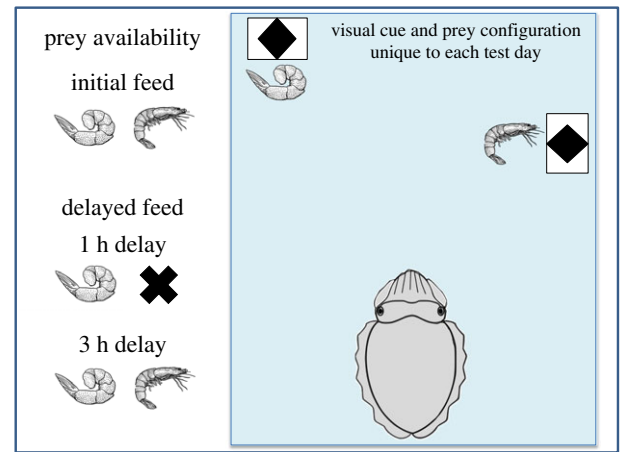 prey availability
initial feed
delayed feed
1 h delay
3 h delay
visual cue and prey configuration
unique to each test day